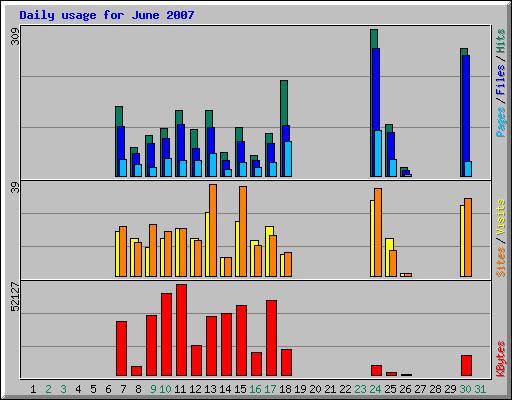 Daily usage for June 2007
309
Pages / Files / Hits
39
Sites / Visits
52127
KBytes
1 2 3 4 5 6 7 8 9 10 11 12 13 14 15 16 17 18 19 20 21 22 23 24 25 26 27 28 29 30 31